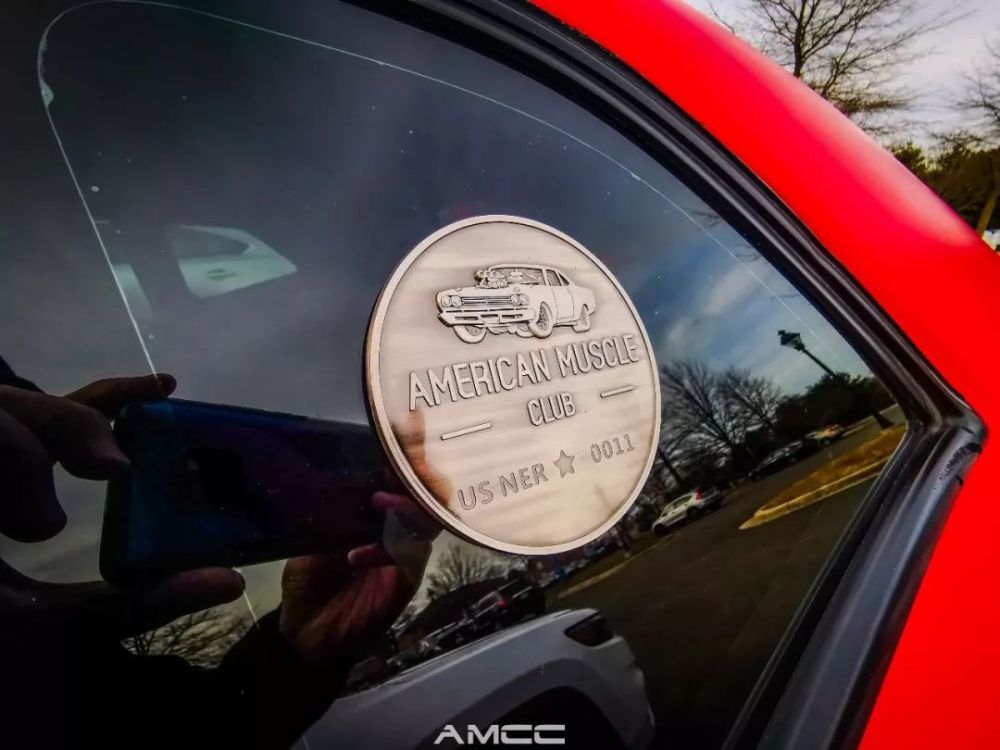 AMERICAN MUSCLE
CLUB
US NER ★ 0011
AMCC